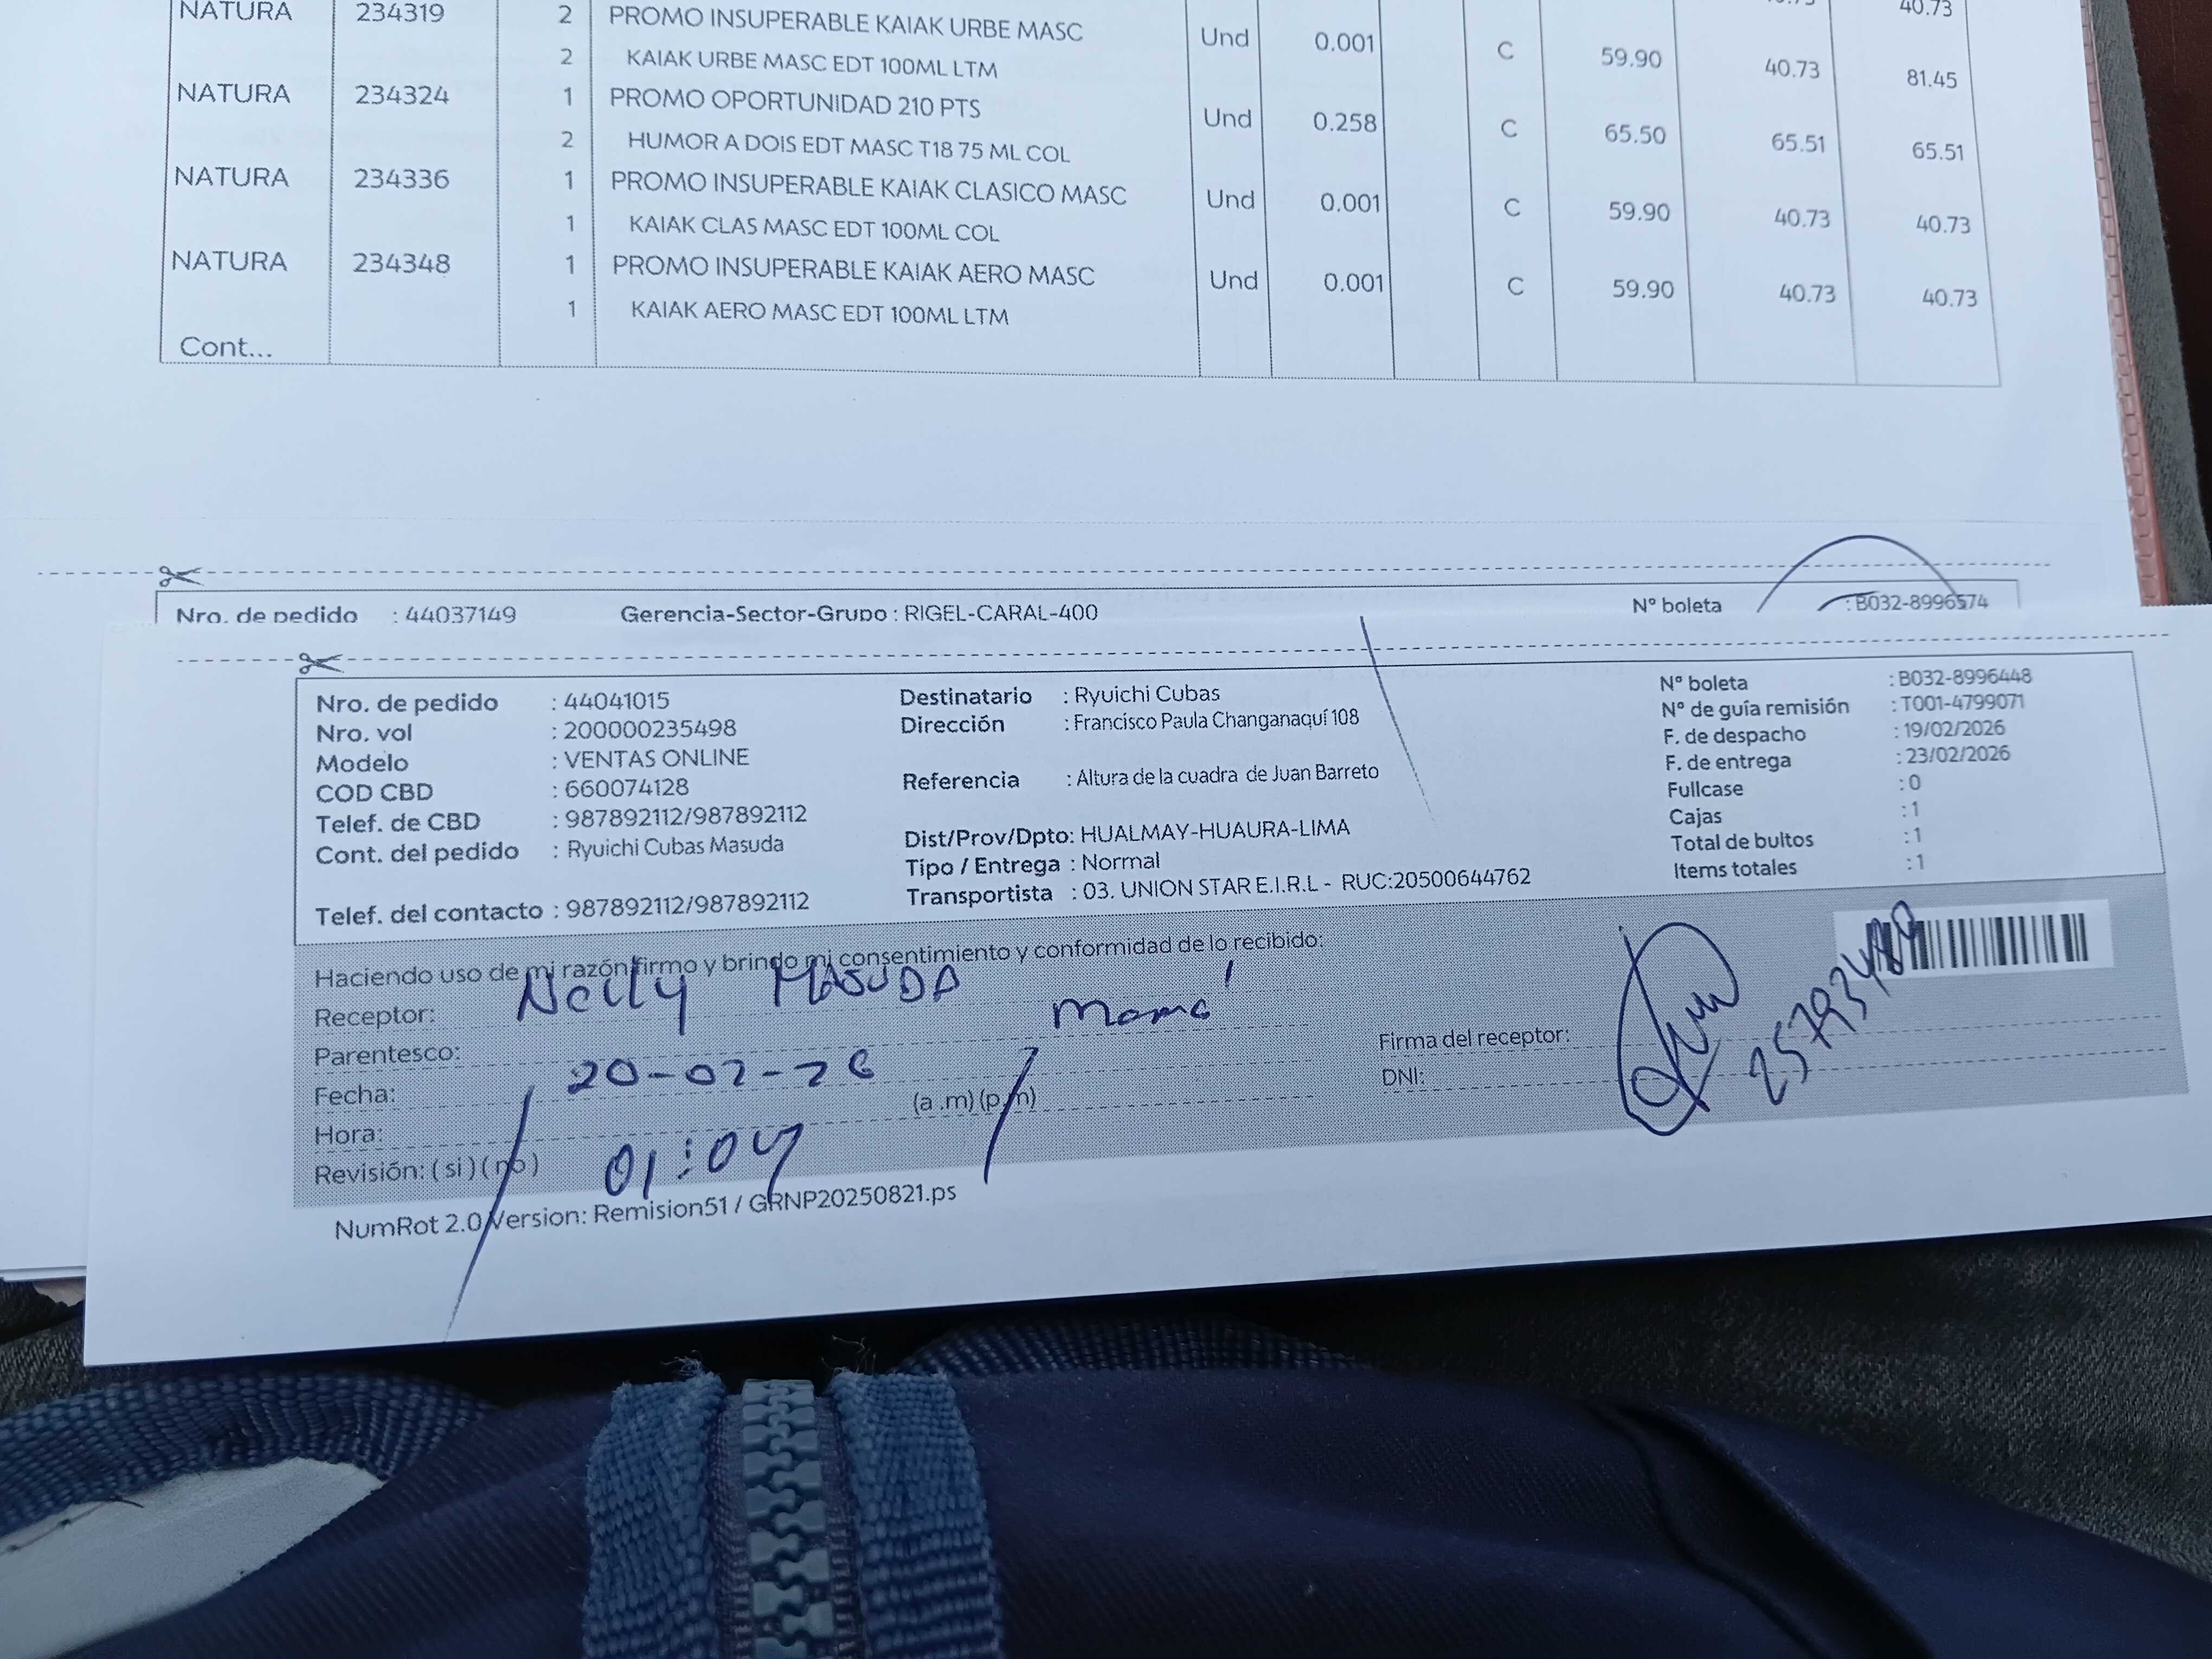 40.73
NATURA 234319 2 PROMO INSUPERABLE KAIAK URBE MASC Und 0.001 C 59.90 40.73 81.45
2 KAIAK URBE MASC EDT 100ML LTM
NATURA 234324 1 PROMO OPORTUNIDAD 210 PTS Und 0.258 C 65.50 65.51 65.51
2 HUMOR A DOIS EDT MASC T18 75 ML COL
NATURA 234336 1 PROMO INSUPERABLE KAIAK CLASICO MASC Und 0.001 C 59.90 40.73 40.73
1 KAIAK CLAS MASC EDT 100ML COL
NATURA 234348 1 PROMO INSUPERABLE KAIAK AERO MASC Und 0.001 C 59.90 40.73 40.73
1 KAIAK AERO MASC EDT 100ML LTM
Cont...
Nro. de pedido : 44037149 Gerencia-Sector-Grupo : RIGEL-CARAL-400 N° boleta : B032-8996574
Nro. de pedido : 44041015
Nro. vol : 200000235498
Modelo : VENTAS ONLINE
COD CBD : 660074128
Telef. de CBD : 987892112/987892112
Cont. del pedido : Ryuichi Cubas Masuda
Telef. del contacto : 987892112/987892112
Destinatario : Ryuichi Cubas
Dirección : Francisco Paula Changanaquí 108
Referencia : Altura de la cuadra de Juan Barreto
Dist/Prov/Dpto: HUALMAY-HUAURA-LIMA
Tipo / Entrega : Normal
Transportista : 03. UNION STAR E.I.R.L - RUC:20500644762
N° boleta : B032-8996448
N° de guía remisión : T001-4799071
F. de despacho : 19/02/2026
F. de entrega : 23/02/2026
Fullcase : 0
Cajas : 1
Total de bultos : 1
Items totales : 1
Haciendo uso de mi razón firmo y brindo mi consentimiento y conformidad de lo recibido:
Receptor: Nelly MASUDA
Parentesco: Mamá
Fecha: 20-02-26
Hora: 01:04 (a .m) (p.m)
Revisión: ( si ) ( no )
Firma del receptor:
DNI:
NumRot 2.0 Version: Remision51 / GRNP20250821.ps